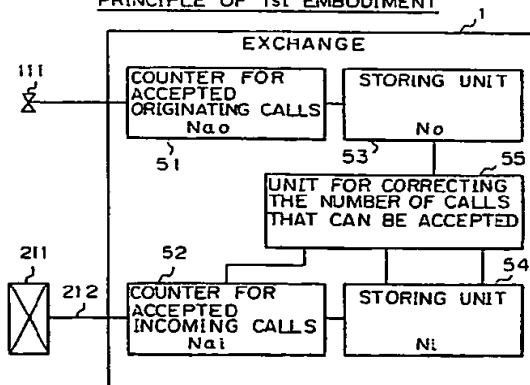 PRINCIPLE OF 1st EMBODIMENT
1
EXCHANGE
111
COUNTER FOR
ACCEPTED
ORIGINATING CALLS
Nao
51
STORING UNIT
No
53
55
UNIT FOR CORRECTING
THE NUMBER OF CALLS
THAT CAN BE ACCEPTED
211
212
52
COUNTER FOR
ACCEPTED
INCOMING CALLS
Nai
54
STORING UNIT
Ni